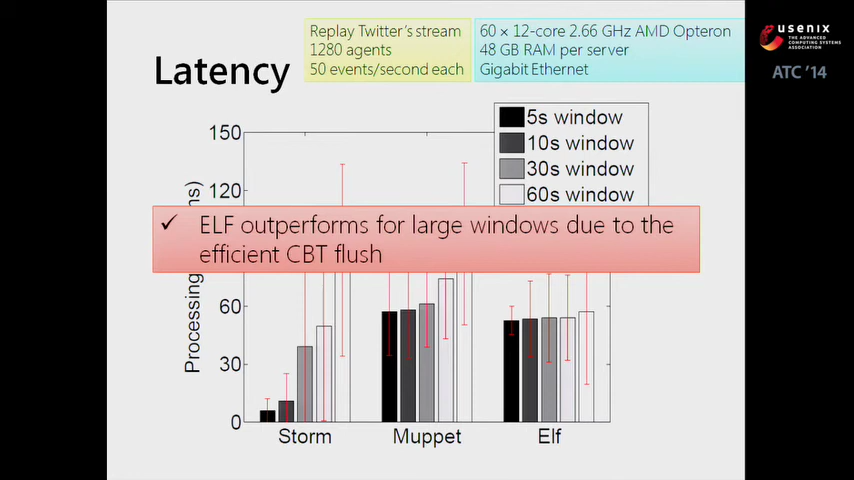 Replay Twitter's stream
1280 agents
50 events/second each
60 × 12-core 2.66 GHz AMD Opteron
48 GB RAM per server
Gigabit Ethernet
usenix
THE ADVANCED
COMPUTING SYSTEMS
ASSOCIATION
ATC '14
Latency
5s window
10s window
30s window
60s window
150
120
60
30
0
Processing
ms)
✓ ELF outperforms for large windows due to the
efficient CBT flush
Storm
Muppet
Elf